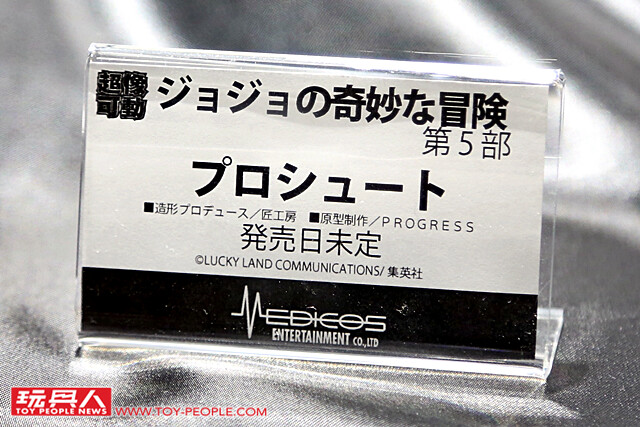 超像可動
ジョジョの奇妙な冒険
第5部
プロシュート
■造形プロデュース／匠工房　■原型制作／PROGRESS
発売日未定
©LUCKY LAND COMMUNICATIONS/集英社
MEDICOS
ENTERTAINMENT CO.,LTD
玩具人
TOY PEOPLE NEWS
WWW.TOY-PEOPLE.COM